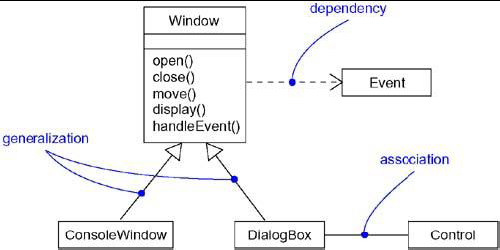 dependency
Window
open()
close()
move()
display()
handleEvent()
Event
generalization
association
ConsoleWindow
DialogBox
Control